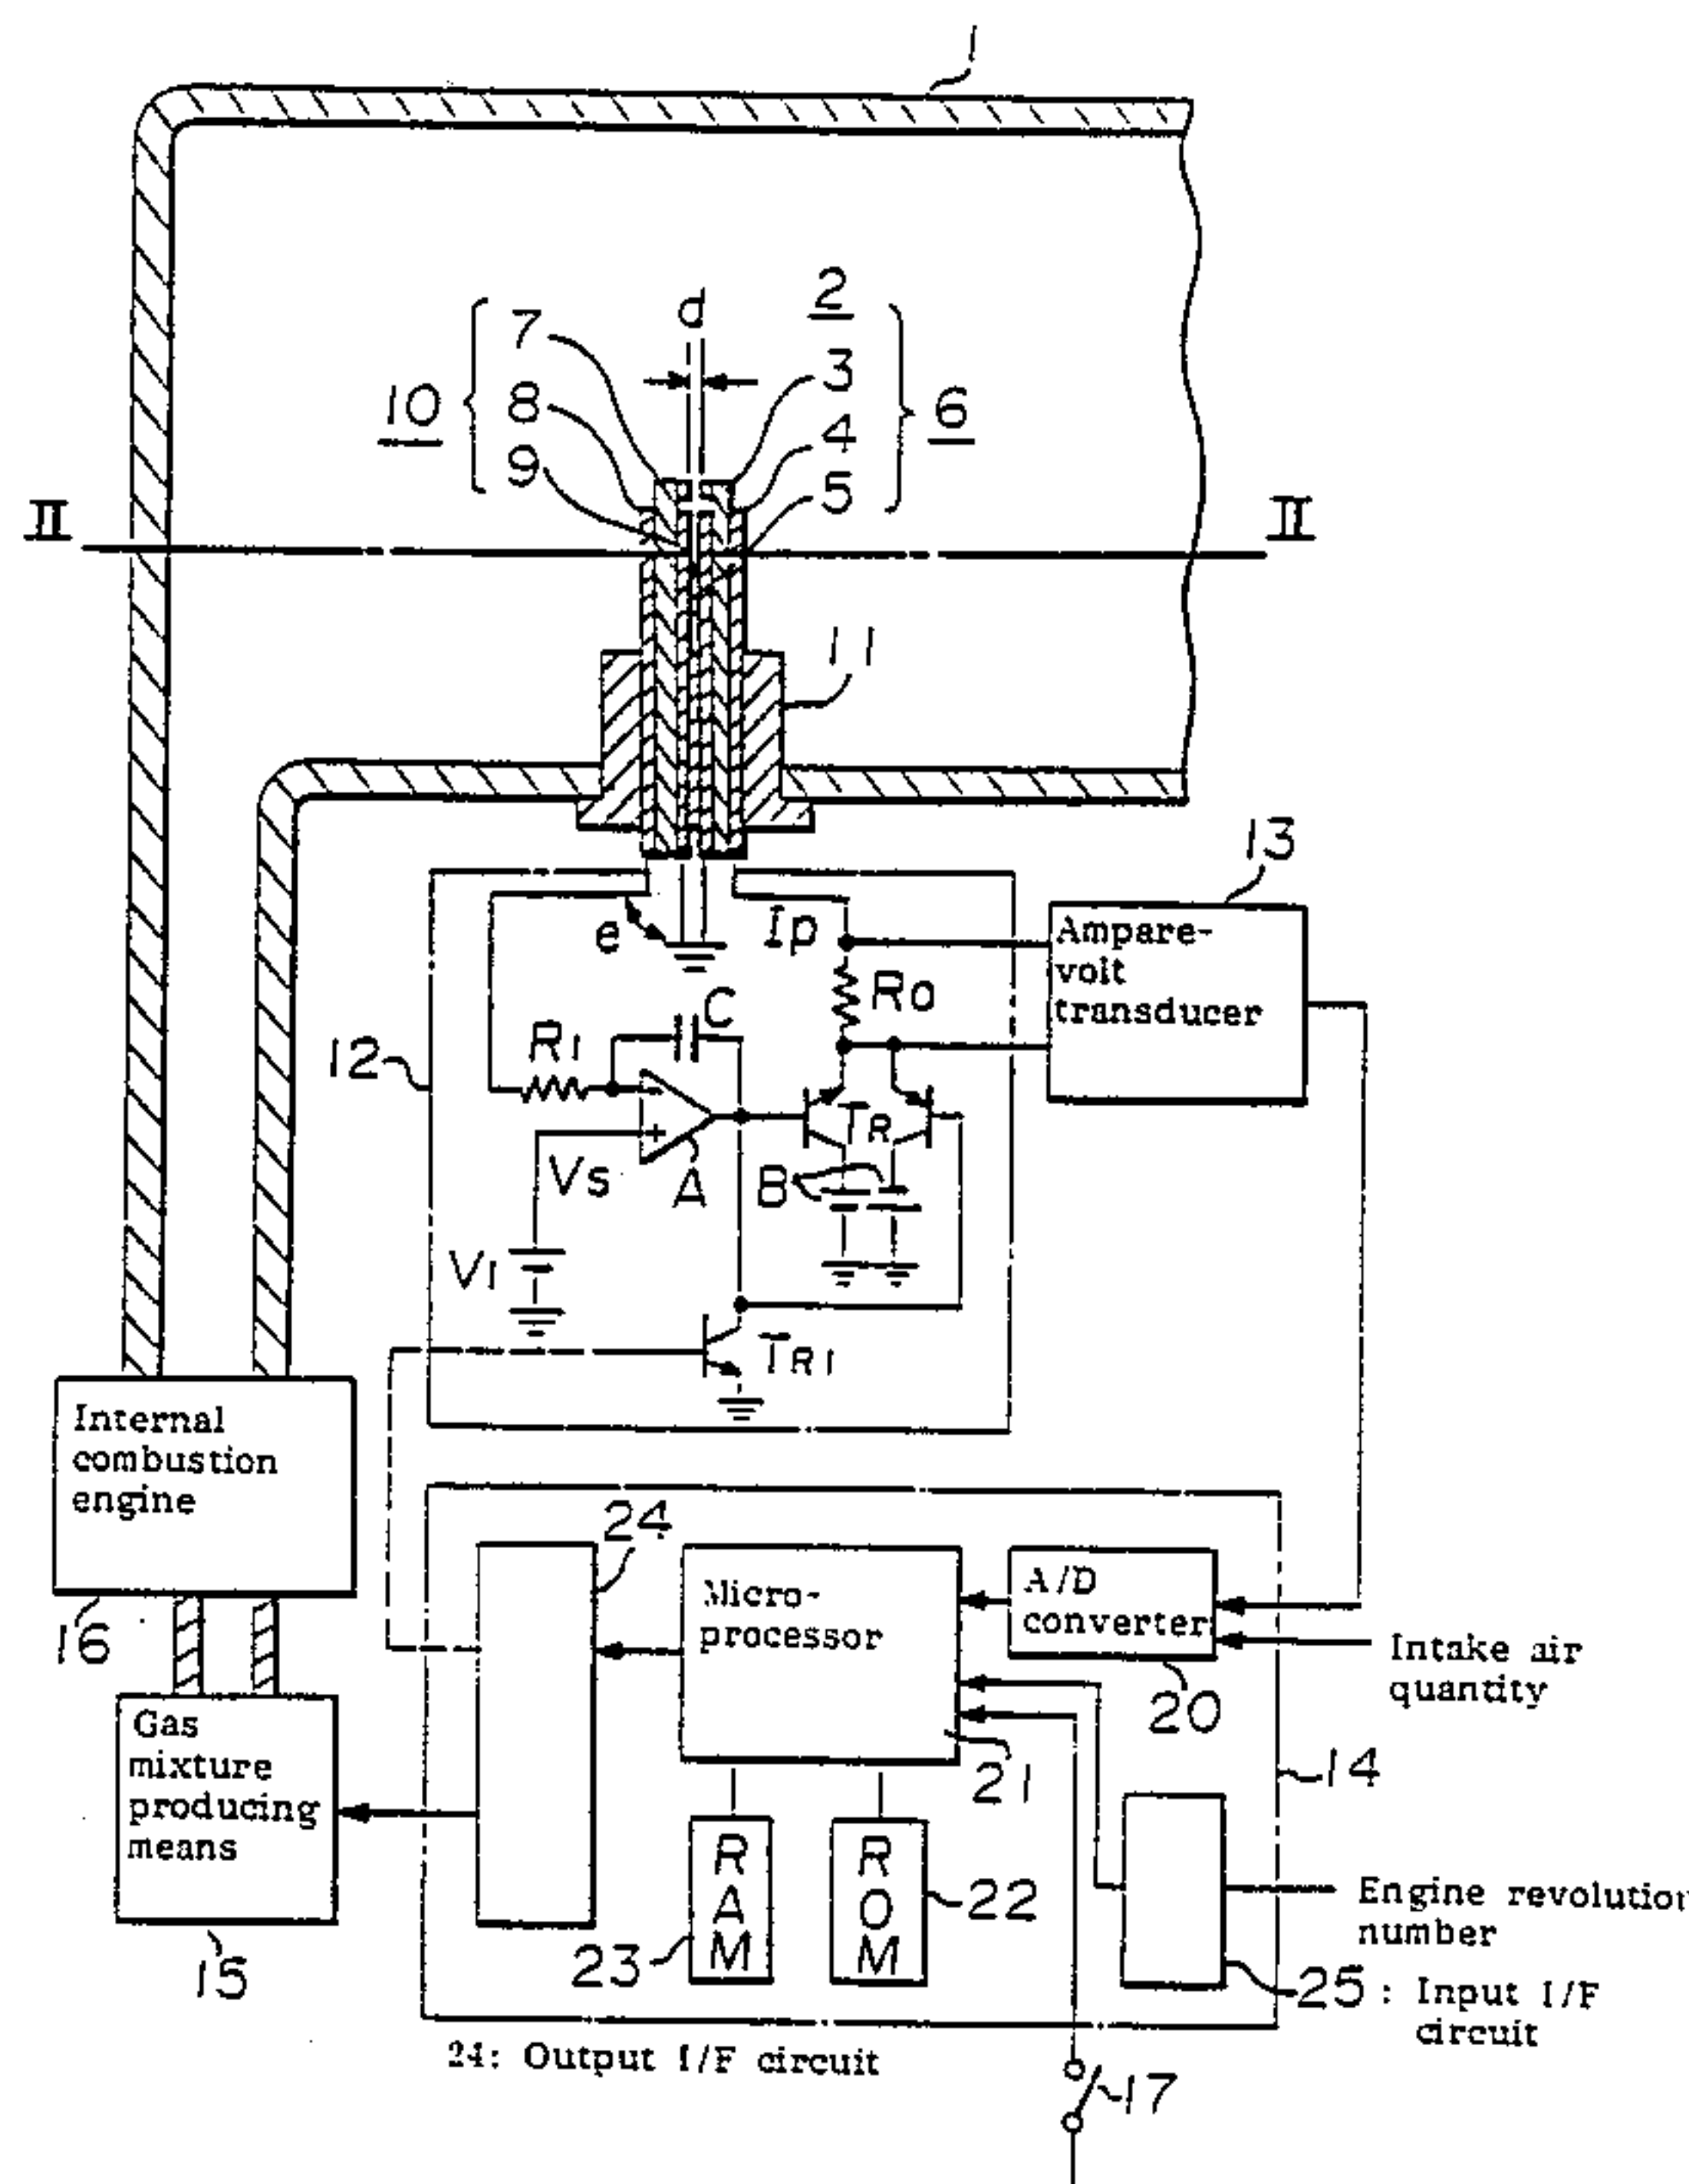 1
d
2
7
3
10
8
6
4
9
5
II
II
11
13
e
Ip
Ampare-
volt
transducer
C
Ro
R1
12
TR
Vs
A
B
V1
TR1
Internal
combustion
engine
24
Micro-
processor
A/D
converter
16
Intake air
quantity
20
Gas
mixture
producing
means
21
14
RAM
ROM
22
Engine revolution
number
23
15
25 : Input I/F
circuit
24: Output I/F circuit
17